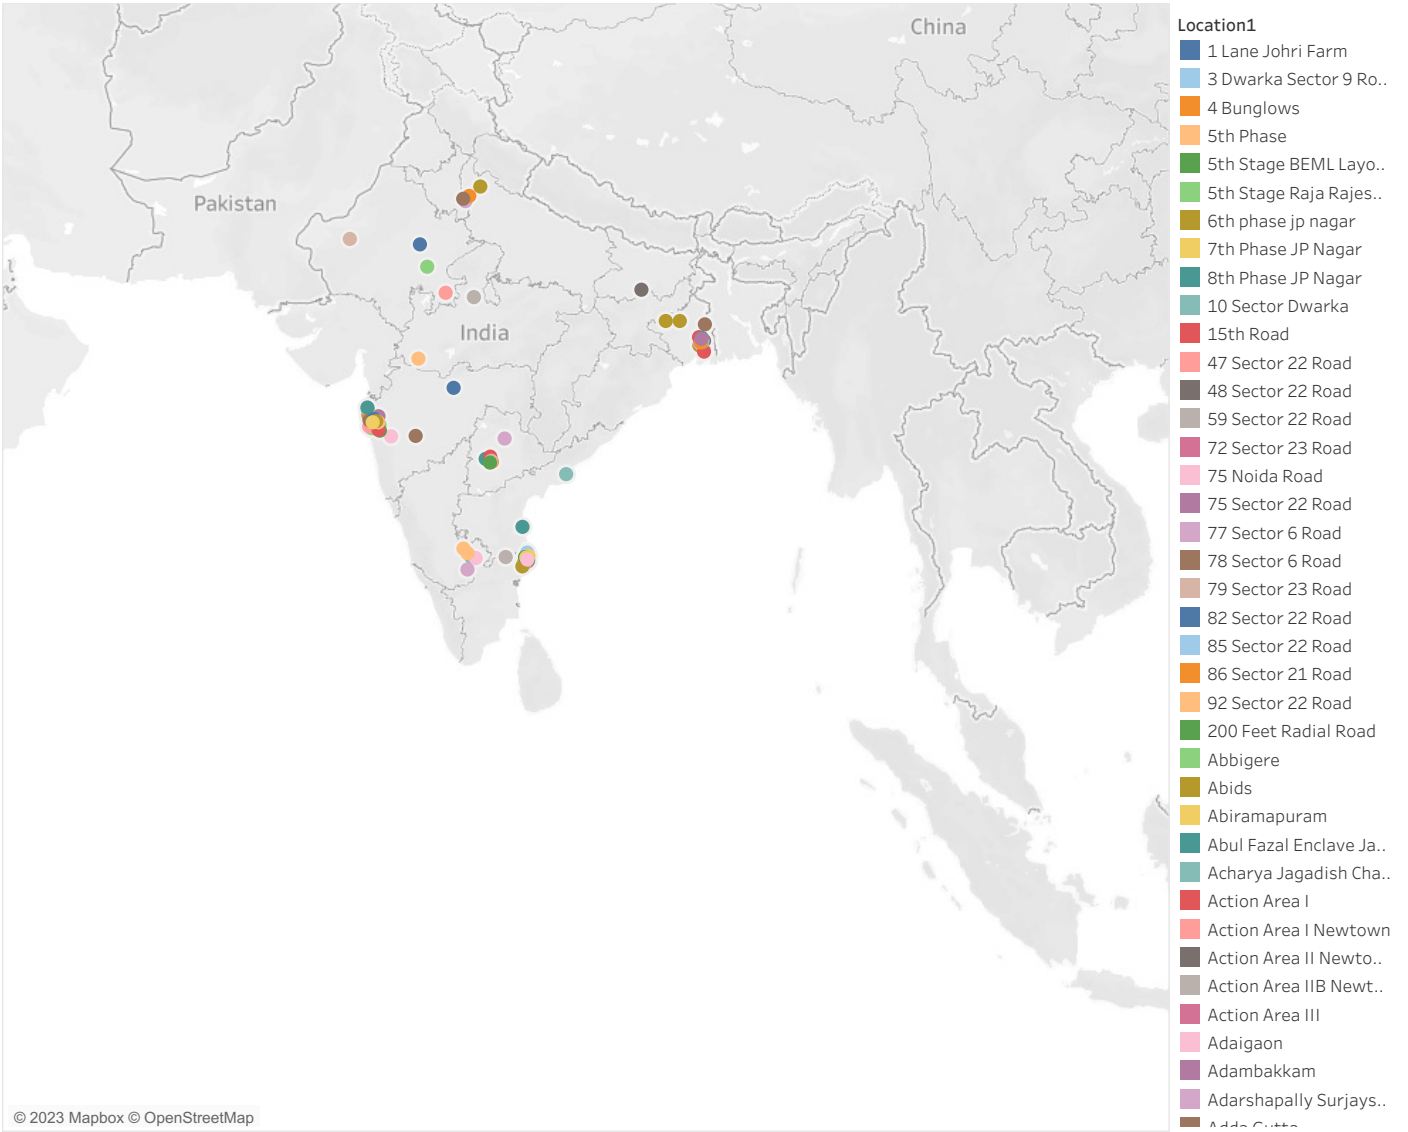 China
Pakistan
India
© 2023 Mapbox © OpenStreetMap
Location1
1 Lane Johri Farm
3 Dwarka Sector 9 Ro..
4 Bunglows
5th Phase
5th Stage BEML Layo..
5th Stage Raja Rajes..
6th phase jp nagar
7th Phase JP Nagar
8th Phase JP Nagar
10 Sector Dwarka
15th Road
47 Sector 22 Road
48 Sector 22 Road
59 Sector 22 Road
72 Sector 23 Road
75 Noida Road
75 Sector 22 Road
77 Sector 6 Road
78 Sector 6 Road
79 Sector 23 Road
82 Sector 22 Road
85 Sector 22 Road
86 Sector 21 Road
92 Sector 22 Road
200 Feet Radial Road
Abbigere
Abids
Abiramapuram
Abul Fazal Enclave Ja..
Acharya Jagadish Cha..
Action Area I
Action Area I Newtown
Action Area II Newto..
Action Area IIB Newt..
Action Area III
Adaigaon
Adambakkam
Adarshapally Surjays..